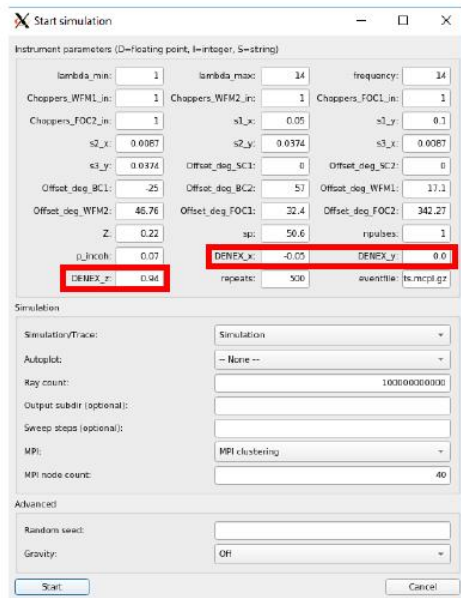 Start simulation
Instrument parameters (D=floating point, I=integer, S=string)
lambda_min: 1 lambda_max: 14 frequency: 14
Choppers_WFM1_in: 1 Choppers_WFM2_in: 1 Choppers_FOC1_in: 1
Choppers_FOC2_in: 1 s1_x: 0.05 s1_y: 0.1
s2_x: 0.0087 s2_y: 0.0374 s3_x: 0.0087
s3_y: 0.0374 Offset_deg_SC1: 0 Offset_deg_SC2: 0
Offset_deg_BC1: -25 Offset_deg_BC2: 57 Offset_deg_WFM1: 17.1
Offset_deg_WFM2: 46.76 Offset_deg_FOC1: 32.4 Offset_deg_FOC2: 342.27
Z: 0.22 sp: 50.6 npulses: 1
p_incoh: 0.07 DENEX_x: -0.05 DENEX_y: 0.0
DENEX_z: 0.94 repeats: 500 eventfile: ts.mcpl.gz
Simulation
Simulation/Trace: Simulation
Autoplot: -- None --
Ray count: 100000000000
Output subdir (optional):
Sweep steps (optional):
MPI: MPI clustering
MPI node count: 40
Advanced
Random seed:
Gravity: Off
Start Cancel